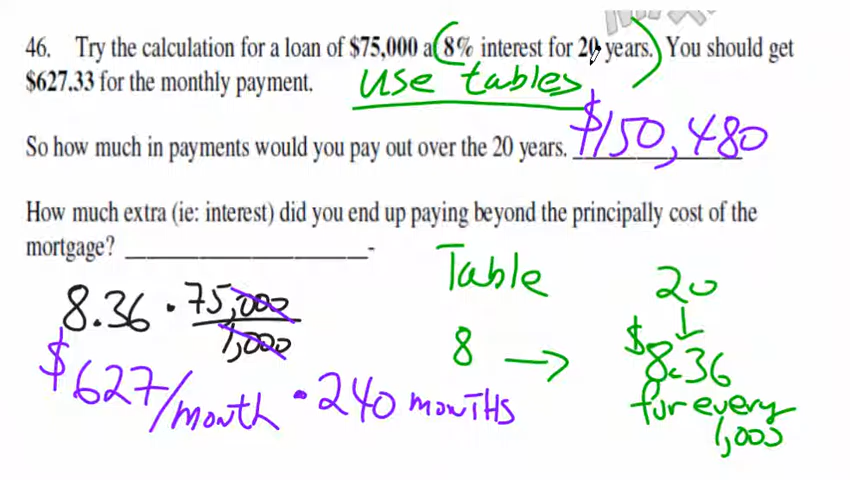 46. Try the calculation for a loan of $75,000 a 8% interest for 20 years. You should get
$627.33 for the monthly payment.
use tables
So how much in payments would you pay out over the 20 years. $150,480
How much extra (ie: interest) did you end up paying beyond the principally cost of the
mortgage? ___________________-
Table
20
8 → $8.36
for every
1,000
8.36 · 75,000
1,000
$627/month · 240 MONTHS